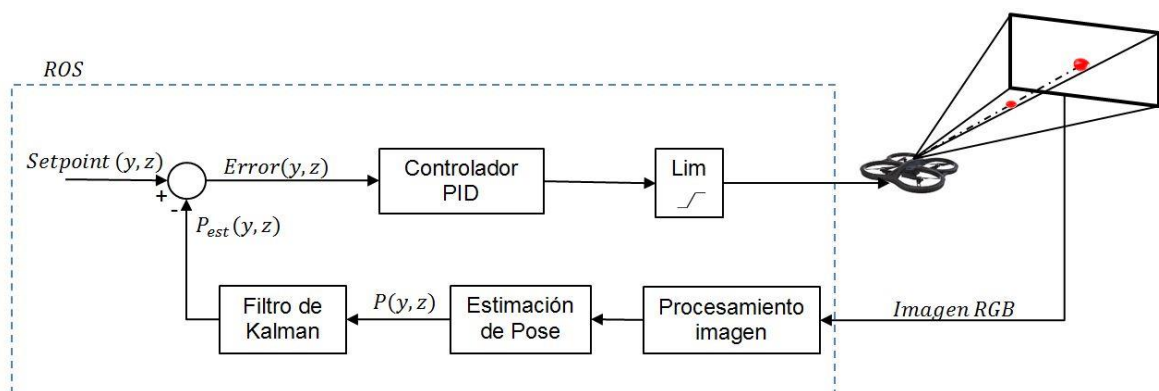 ROS
Setpoint (y, z)
+
-
Error(y, z)
Controlador
PID
Lim
P_est (y, z)
Filtro de
Kalman
P(y, z)
Estimación
de Pose
Procesamiento
imagen
Imagen RGB